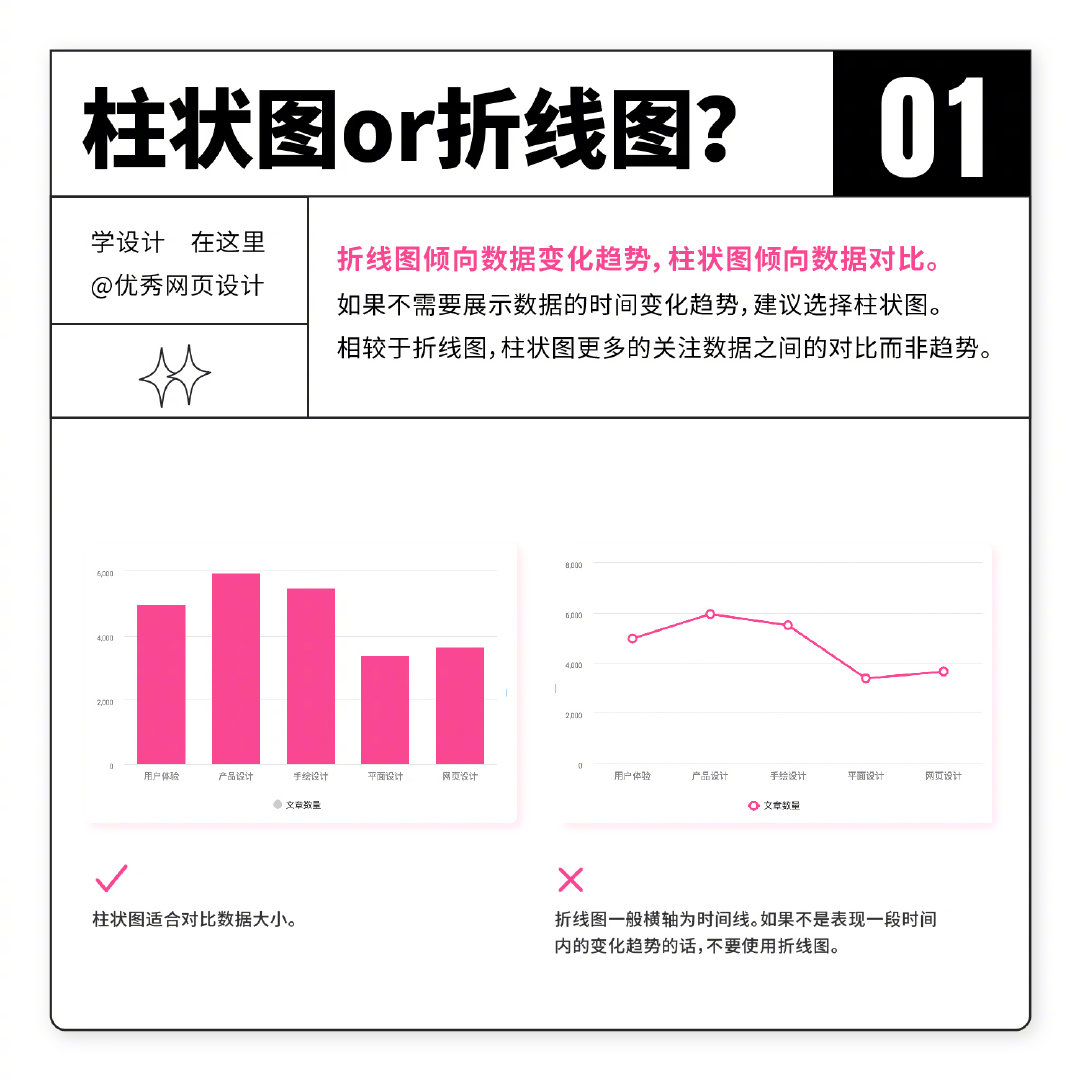 柱状图or折线图？
01
学设计 在这里
@优秀网页设计
折线图倾向数据变化趋势，柱状图倾向数据对比。
如果不需要展示数据的时间变化趋势，建议选择柱状图。
相较于折线图，柱状图更多的关注数据之间的对比而非趋势。
6,000
4,000
2,000
0
用户体验 产品设计 手绘设计 平面设计 网页设计
文章数量
8,000
6,000
4,000
2,000
0
用户体验 产品设计 手绘设计 平面设计 网页设计
文章数量
柱状图适合对比数据大小。
折线图一般横轴为时间线。如果不是表现一段时间
内的变化趋势的话，不要使用折线图。